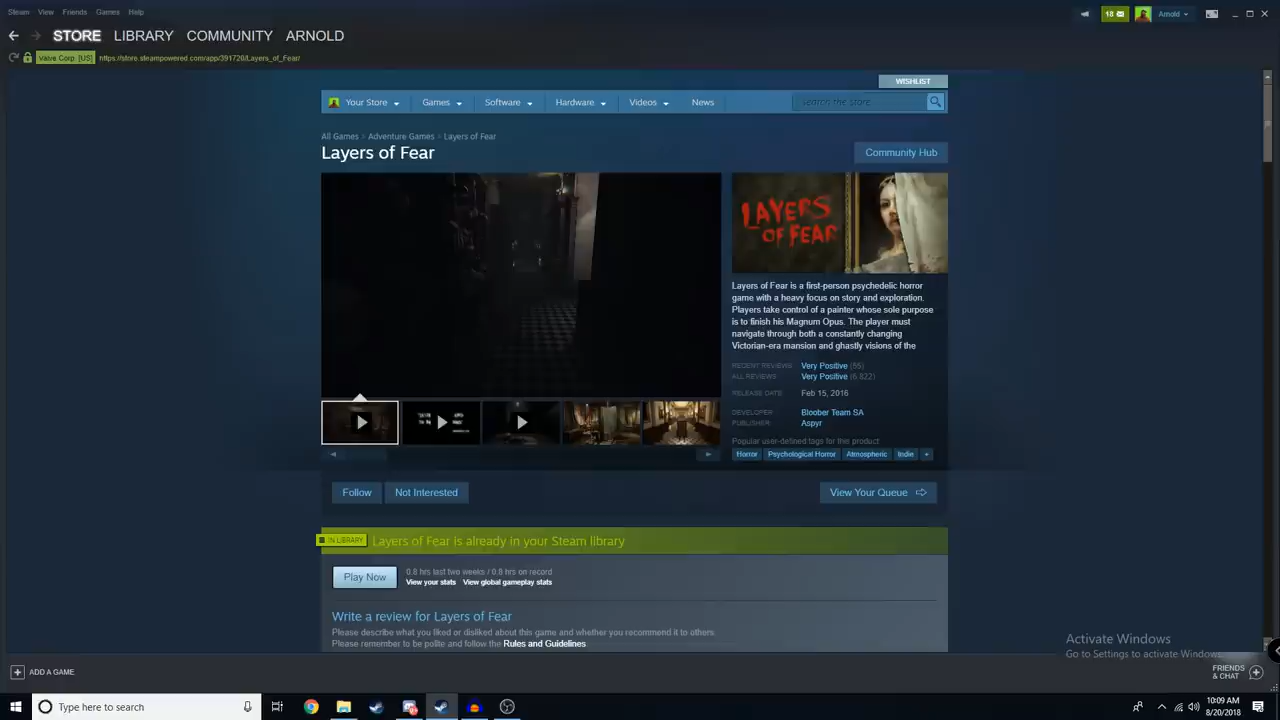 Steam View Friends Games Help
18 Arnold
STORE LIBRARY COMMUNITY ARNOLD
Valve Corp. [US] https://store.steampowered.com/app/391720/Layers_of_Fear/
WISHLIST
Your Store Games Software Hardware Videos News search the store
All Games > Adventure Games > Layers of Fear
Layers of Fear
Community Hub
LAYERS
OF FEAR
Layers of Fear is a first-person psychedelic horror
game with a heavy focus on story and exploration.
Players take control of a painter whose sole purpose
is to finish his Magnum Opus. The player must
navigate through both a constantly changing
Victorian-era mansion and ghastly visions of the
RECENT REVIEWS: Very Positive (55)
ALL REVIEWS: Very Positive (6,822)
RELEASE DATE: Feb 15, 2016
DEVELOPER: Bloober Team SA
PUBLISHER: Aspyr
Popular user-defined tags for this product:
Horror Psychological Horror Atmospheric Indie +
Follow Not Interested View Your Queue
IN LIBRARY Layers of Fear is already in your Steam library
Play Now
0.8 hrs last two weeks / 0.8 hrs on record
View your stats View global gameplay stats
Write a review for Layers of Fear
Please describe what you liked or disliked about this game and whether you recommend it to others.
Please remember to be polite and follow the Rules and Guidelines.
Activate Windows
Go to Settings to activate Windows.
ADD A GAME
FRIENDS
& CHAT
Type here to search
10:09 AM
8/20/2018